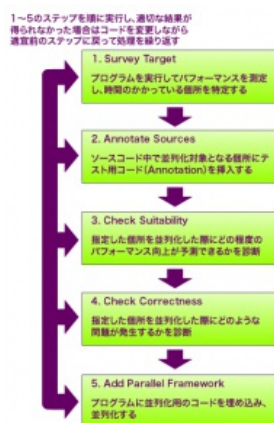 1～5のステップを順に実行し、適切な結果が
得られなかった場合はコードを変更しながら
適宜前のステップに戻って処理を繰り返す
1. Survey Target
プログラムを実行してパフォーマンスを測定
し、時間のかかっている個所を特定する
2. Annotate Sources
ソースコード中で並列化対象となる個所にテ
スト用コード(Annotation)を挿入する
3. Check Suitability
指定した個所を並列化した際にどの程度の
パフォーマンス向上が予測できるかを診断
4. Check Correctness
指定した個所を並列化した際にどのような
問題が発生するかを診断
5. Add Parallel Framework
プログラムに並列化用のコードを埋め込み、
並列化する